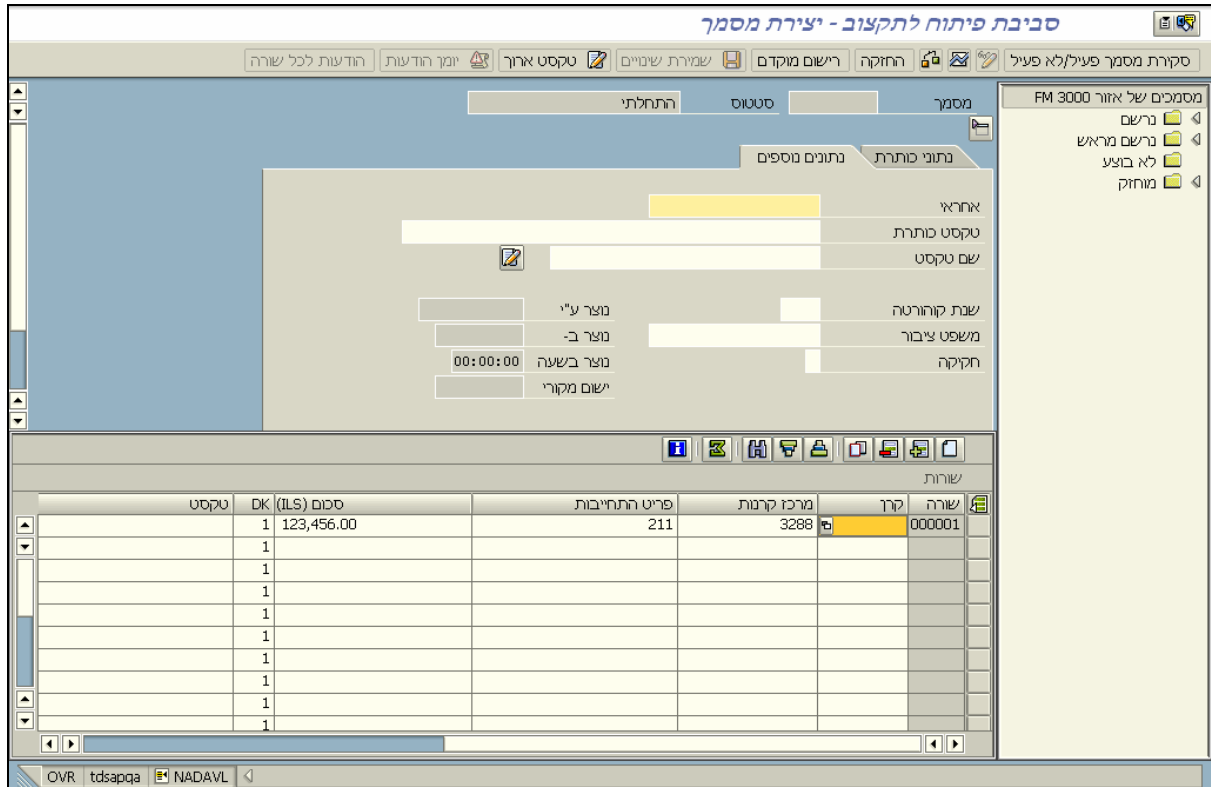 סביבת פיתוח לתקצוב - יצירת מסמך
סקירת מסמך פעיל/לא פעיל החזקה רישום מוקדם שמירת שינויים טקסט ארוך יומן הודעות הודעות לכל שורה
מסמכים של אזור FM 3000
נרשם
נרשם מראש
לא בוצע
מוחזק
מסמך סטטוס התחלתי
נתוני כותרת נתונים נוספים
אחראי
טקסט כותרת
שם טקסט
שנת קוהורטה נוצר ע"י
משפט ציבור נוצר ב-
חקיקה נוצר בשעה 00:00:00
ישום מקורי
שורות
שורה קרן מרכז קרנות פריט התחייבות סכום (ILS) DK טקסט
000001 3288 211 123,456.00 1
1
1
1
1
1
1
1
1
1
OVR tdsapqa NADAVL